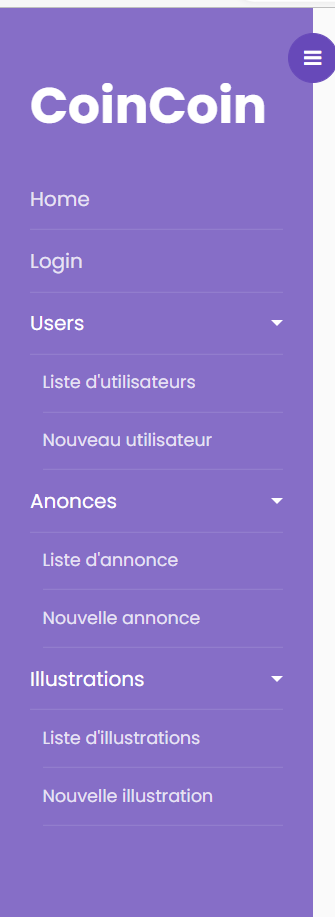 CoinCoin
Home
Login
Users
Liste d'utilisateurs
Nouveau utilisateur
Anonces
Liste d'annonce
Nouvelle annonce
Illustrations
Liste d'illustrations
Nouvelle illustration